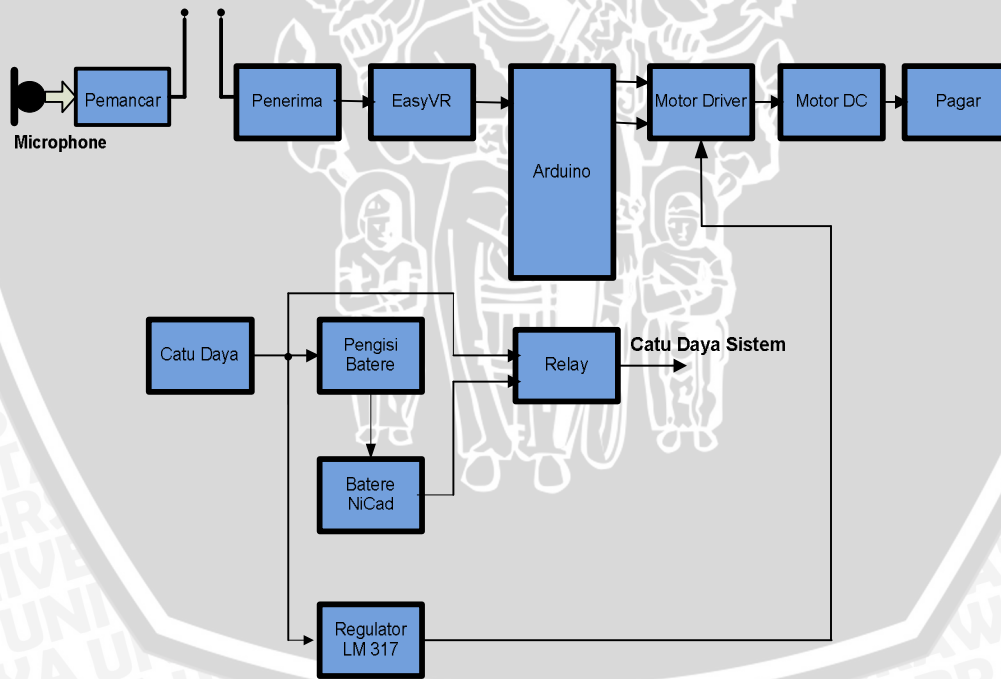 Pemancar
Penerima
EasyVR
Arduino
Motor Driver
Motor DC
Pagar
Microphone
Catu Daya
Pengisi
Batere
Relay
Catu Daya Sistem
Batere
NiCad
Regulator
LM 317